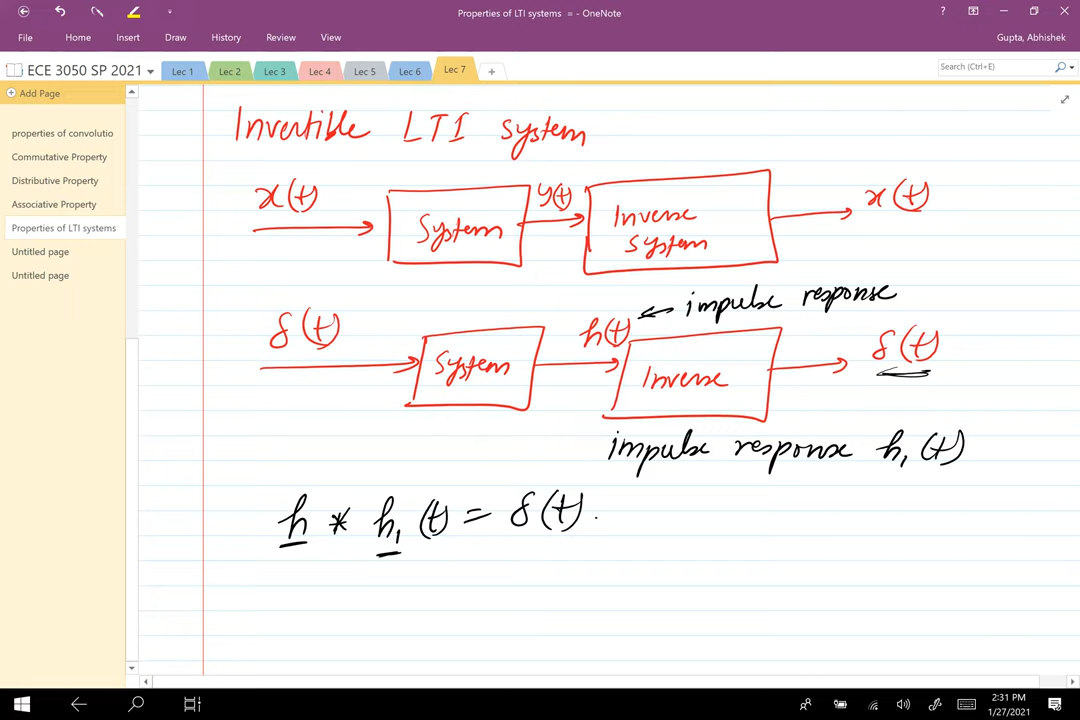 Properties of LTI systems = - OneNote
?
Gupta, Abhishek
File Home Insert Draw History Review View
ECE 3050 SP 2021
Lec 1 Lec 2 Lec 3 Lec 4 Lec 5 Lec 6 Lec 7 +
Search (Ctrl+E)
Add Page
properties of convolutio
Commutative Property
Distributive Property
Associative Property
Properties of LTI systems
Untitled page
Untitled page
Invertible LTI system
x(t) System y(t) Inverse system x(t)
← impulse response
δ(t) System h(t) Inverse δ(t)
impulse response h₁(t)
h * h₁(t) = δ(t).
2:31 PM
1/27/2021